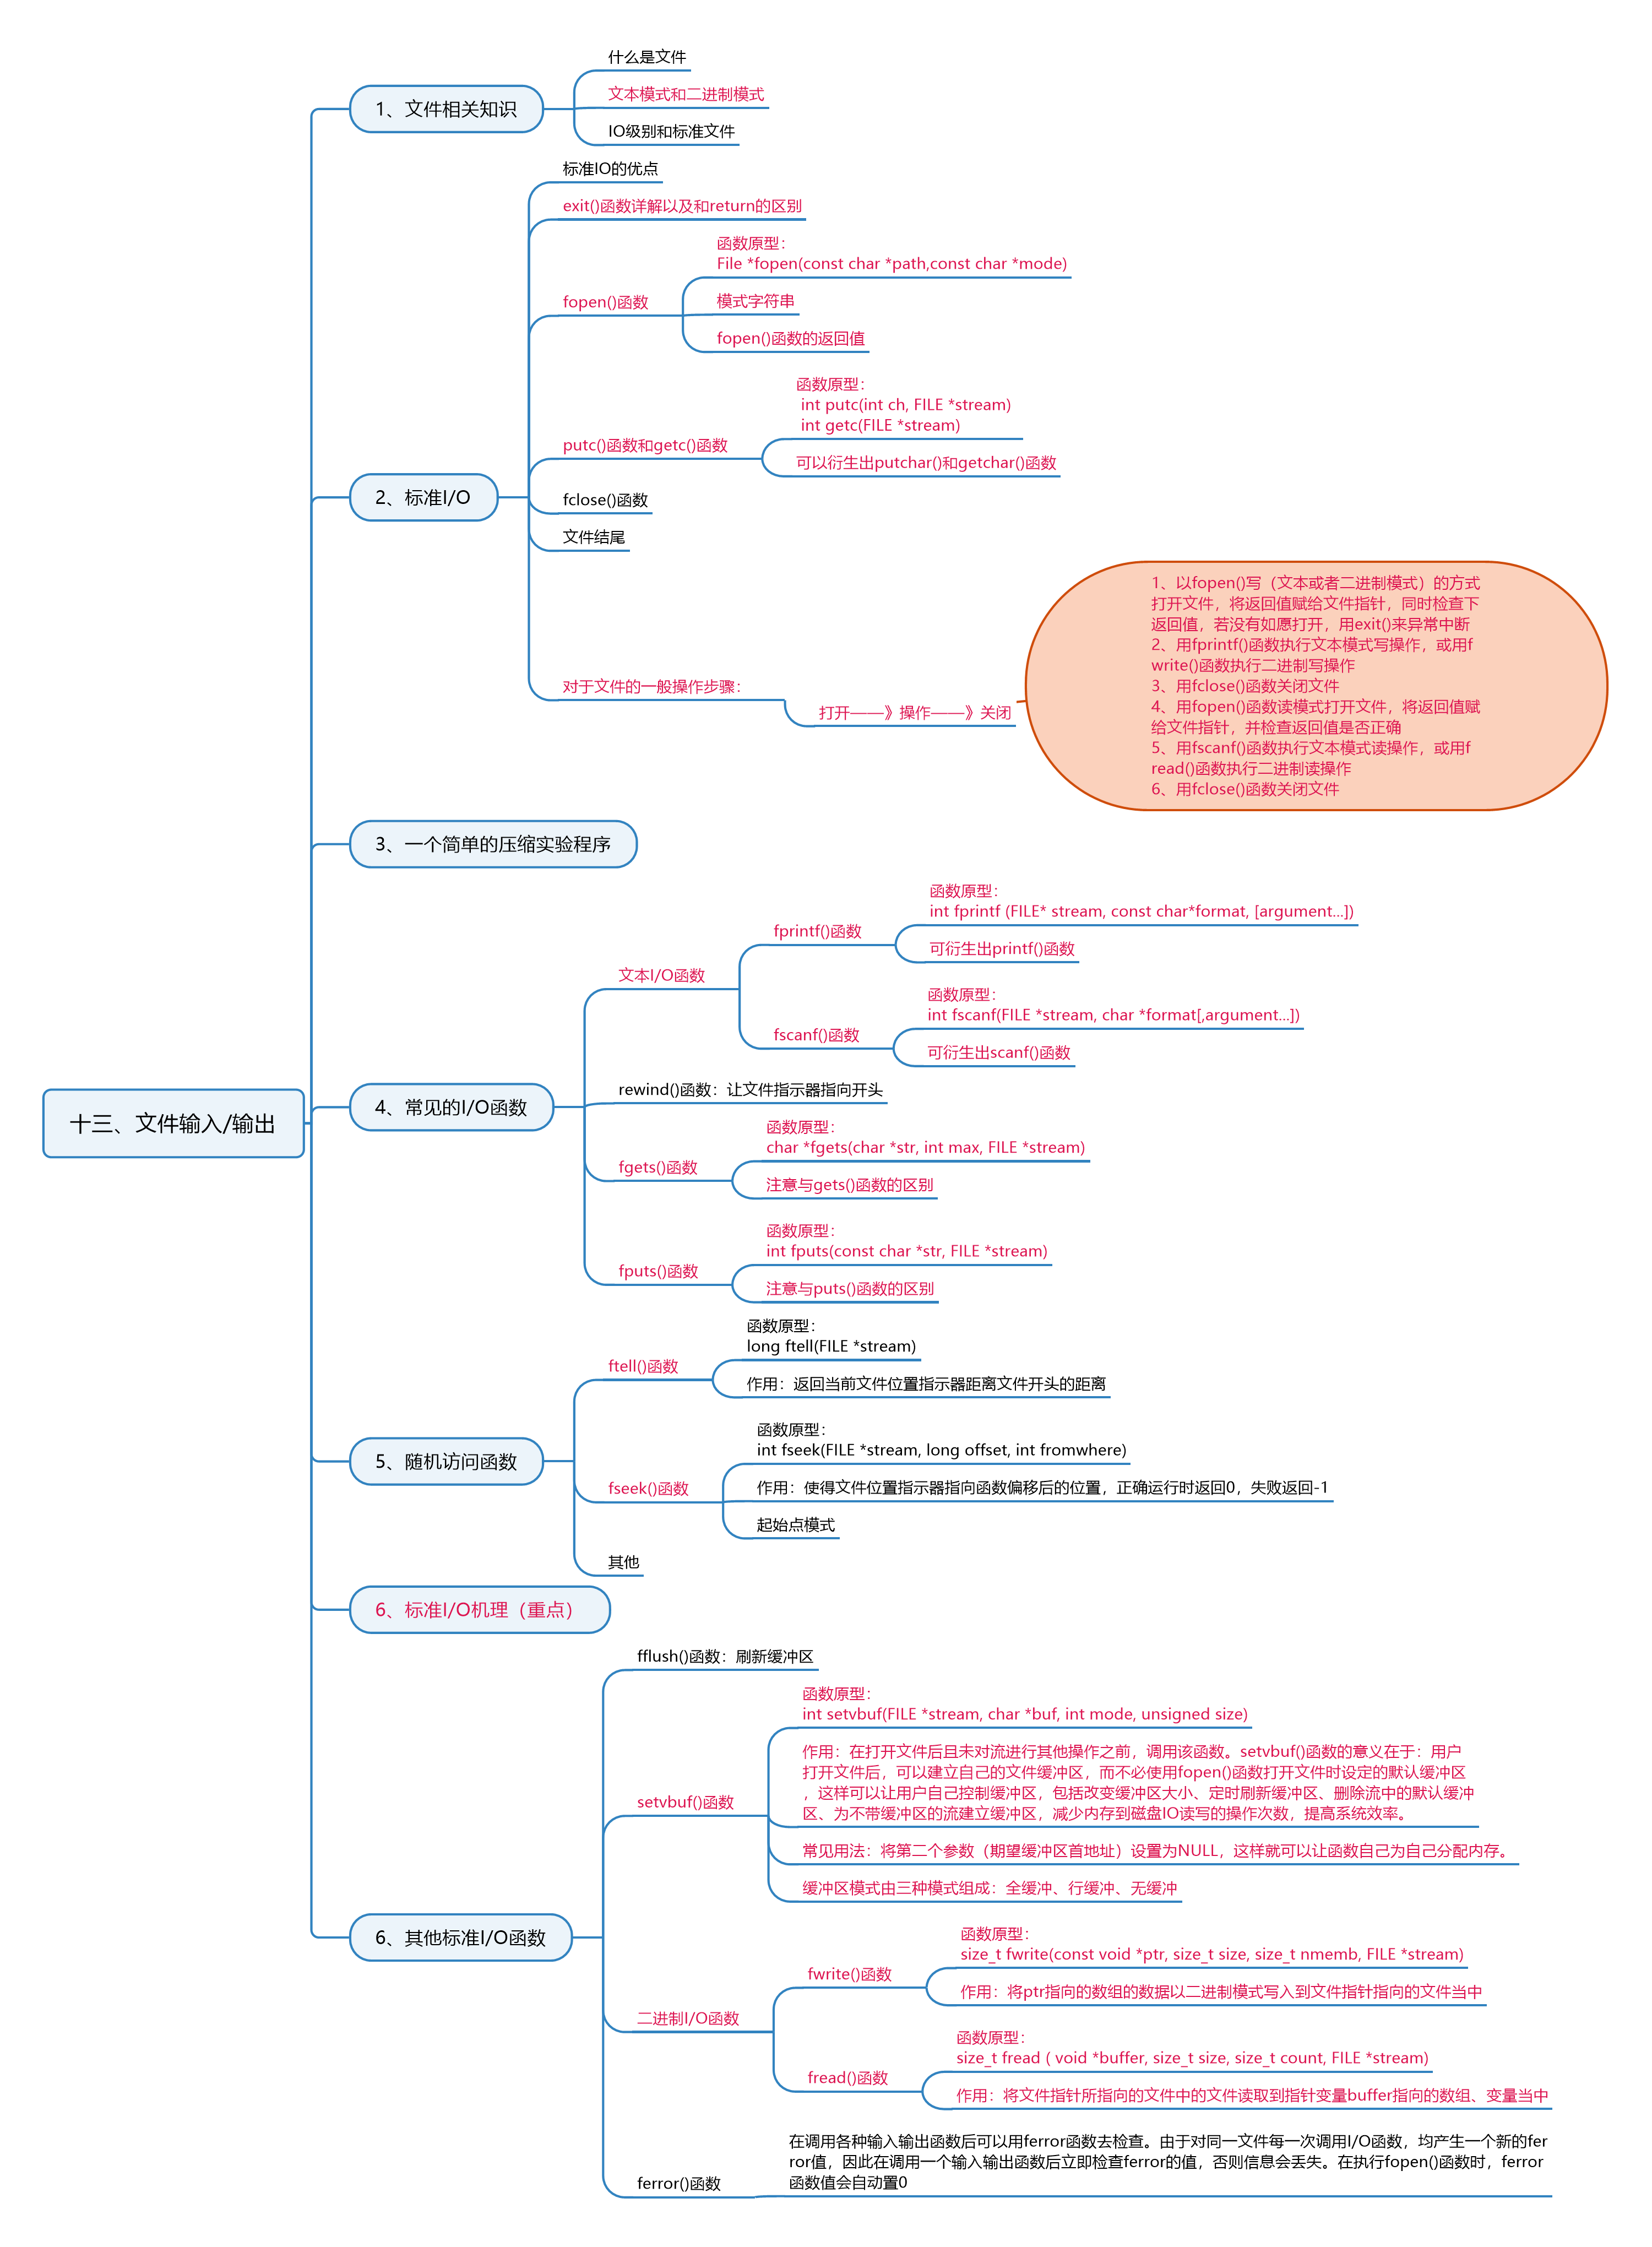 十三、文件输入/输出
1、文件相关知识
什么是文件
文本模式和二进制模式
IO级别和标准文件
2、标准I/O
标准IO的优点
exit()函数详解以及和return的区别
fopen()函数
函数原型：
File *fopen(const char *path,const char *mode)
模式字符串
fopen()函数的返回值
putc()函数和getc()函数
函数原型：
int putc(int ch, FILE *stream)
int getc(FILE *stream)
可以衍生出putchar()和getchar()函数
fclose()函数
文件结尾
对于文件的一般操作步骤：
打开——》操作——》关闭
1、以fopen()写（文本或者二进制模式）的方式
打开文件，将返回值赋给文件指针，同时检查下
返回值，若没有如愿打开，用exit()来异常中断
2、用fprintf()函数执行文本模式写操作，或用f
write()函数执行二进制写操作
3、用fclose()函数关闭文件
4、用fopen()函数读模式打开文件，将返回值赋
给文件指针，并检查返回值是否正确
5、用fscanf()函数执行文本模式读操作，或用f
read()函数执行二进制读操作
6、用fclose()函数关闭文件
3、一个简单的压缩实验程序
4、常见的I/O函数
文本I/O函数
fprintf()函数
函数原型：
int fprintf (FILE* stream, const char*format, [argument...])
可衍生出printf()函数
fscanf()函数
函数原型：
int fscanf(FILE *stream, char *format[,argument...])
可衍生出scanf()函数
rewind()函数：让文件指示器指向开头
fgets()函数
函数原型：
char *fgets(char *str, int max, FILE *stream)
注意与gets()函数的区别
fputs()函数
函数原型：
int fputs(const char *str, FILE *stream)
注意与puts()函数的区别
5、随机访问函数
ftell()函数
函数原型：
long ftell(FILE *stream)
作用：返回当前文件位置指示器距离文件开头的距离
fseek()函数
函数原型：
int fseek(FILE *stream, long offset, int fromwhere)
作用：使得文件位置指示器指向函数偏移后的位置，正确运行时返回0，失败返回-1
起始点模式
其他
6、标准I/O机理（重点）
6、其他标准I/O函数
fflush()函数：刷新缓冲区
setvbuf()函数
函数原型：
int setvbuf(FILE *stream, char *buf, int mode, unsigned size)
作用：在打开文件后且未对流进行其他操作之前，调用该函数。setvbuf()函数的意义在于：用户
打开文件后，可以建立自己的文件缓冲区，而不必使用fopen()函数打开文件时设定的默认缓冲区
，这样可以让用户自己控制缓冲区，包括改变缓冲区大小、定时刷新缓冲区、删除流中的默认缓冲
区、为不带缓冲区的流建立缓冲区，减少内存到磁盘IO读写的操作次数，提高系统效率。
常见用法：将第二个参数（期望缓冲区首地址）设置为NULL，这样就可以让函数自己为自己分配内存。
缓冲区模式由三种模式组成：全缓冲、行缓冲、无缓冲
二进制I/O函数
fwrite()函数
函数原型：
size_t fwrite(const void *ptr, size_t size, size_t nmemb, FILE *stream)
作用：将ptr指向的数组的数据以二进制模式写入到文件指针指向的文件当中
fread()函数
函数原型：
size_t fread ( void *buffer, size_t size, size_t count, FILE *stream)
作用：将文件指针所指向的文件中的文件读取到指针变量buffer指向的数组、变量当中
ferror()函数
在调用各种输入输出函数后可以用ferror函数去检查。由于对同一文件每一次调用I/O函数，均产生一个新的fer
ror值，因此在调用一个输入输出函数后立即检查ferror的值，否则信息会丢失。在执行fopen()函数时，ferror
函数值会自动置0